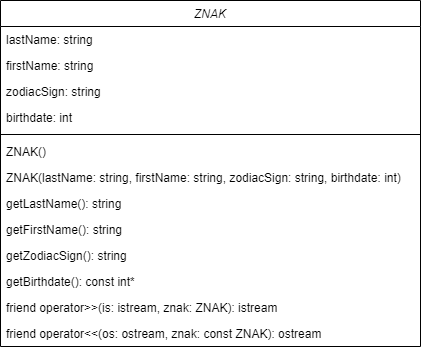 ZNAK
lastName: string
firstName: string
zodiacSign: string
birthdate: int
ZNAK()
ZNAK(lastName: string, firstName: string, zodiacSign: string, birthdate: int)
getLastName(): string
getFirstName(): string
getZodiacSign(): string
getBirthdate(): const int*
friend operator>>(is: istream, znak: ZNAK): istream
friend operator<<(os: ostream, znak: const ZNAK): ostream